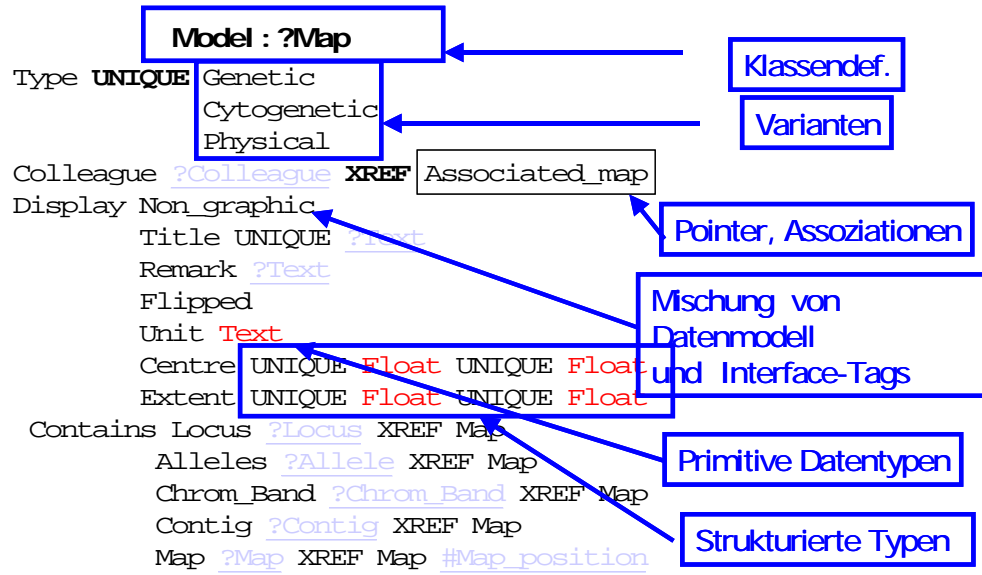 Model : ?Map
Type UNIQUE Genetic
Cytogenetic
Physical
Colleague ?Colleague XREF Associated_map
Display Non_graphic
Title UNIQUE ?Text
Remark ?Text
Flipped
Unit Text
Centre UNIQUE Float UNIQUE Float
Extent UNIQUE Float UNIQUE Float
Contains Locus ?Locus XREF Map
Alleles ?Allele XREF Map
Chrom_Band ?Chrom_Band XREF Map
Contig ?Contig XREF Map
Map ?Map XREF Map #Map_position
Klassendef.
Varianten
Pointer, Assoziationen
Mischung von
Datenmodell
und Interface-Tags
Primitive Datentypen
Strukturierte Typen